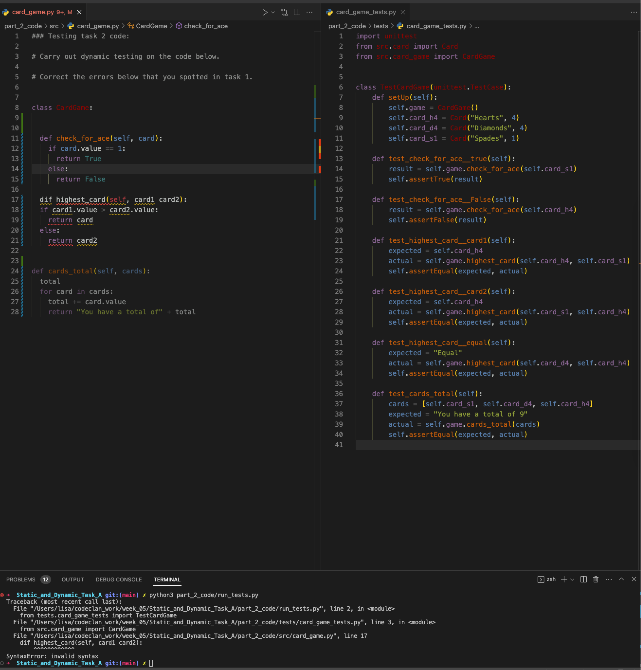 card_game.py 9+, M
part_2_code > src > card_game.py > CardGame > check_for_ace
1 ### Testing task 2 code:
2
3 # Carry out dynamic testing on the code below.
4
5 # Correct the errors below that you spotted in task 1.
6
7
8 class CardGame:
9
10
11 def check_for_ace(self, card):
12 if card.value == 1:
13 return True
14 else:
15 return False
16
17 dif highest_card(self, card1 card2):
18 if card1.value > card2.value:
19 return card
20 else:
21 return card2
22
23
24 def cards_total(self, cards):
25 total
26 for card in cards:
27 total += card.value
28 return "You have a total of" + total
card_game_tests.py
part_2_code > tests > card_game_tests.py > ...
1 import unittest
2 from src.card import Card
3 from src.card_game import CardGame
4
5
6 class TestCardGame(unittest.TestCase):
7 def setUp(self):
8 self.game = CardGame()
9 self.card_h4 = Card("Hearts", 4)
10 self.card_d4 = Card("Diamonds", 4)
11 self.card_s1 = Card("Spades", 1)
12
13 def test_check_for_ace__true(self):
14 result = self.game.check_for_ace(self.card_s1)
15 self.assertTrue(result)
16
17 def test_check_for_ace__False(self):
18 result = self.game.check_for_ace(self.card_h4)
19 self.assertFalse(result)
20
21 def test_highest_card__card1(self):
22 expected = self.card_h4
23 actual = self.game.highest_card(self.card_h4, self.card_s1)
24 self.assertEqual(expected, actual)
25
26 def test_highest_card__card2(self):
27 expected = self.card_h4
28 actual = self.game.highest_card(self.card_s1, self.card_h4)
29 self.assertEqual(expected, actual)
30
31 def test_highest_card__equal(self):
32 expected = "Equal"
33 actual = self.game.highest_card(self.card_d4, self.card_h4)
34 self.assertEqual(expected, actual)
35
36 def test_cards_total(self):
37 cards = [self.card_s1, self.card_d4, self.card_h4]
38 expected = "You have a total of 9"
39 actual = self.game.cards_total(cards)
40 self.assertEqual(expected, actual)
41
PROBLEMS 12 OUTPUT DEBUG CONSOLE TERMINAL
zsh
Static_and_Dynamic_Task_A git:(main) ✗ python3 part_2_code/run_tests.py
Traceback (most recent call last):
File "/Users/lisa/codeclan_work/week_05/Static_and_Dynamic_Task_A/part_2_code/run_tests.py", line 2, in <module>
from tests.card_game_tests import TestCardGame
File "/Users/lisa/codeclan_work/week_05/Static_and_Dynamic_Task_A/part_2_code/tests/card_game_tests.py", line 3, in <module>
from src.card_game import CardGame
File "/Users/lisa/codeclan_work/week_05/Static_and_Dynamic_Task_A/part_2_code/src/card_game.py", line 17
dif highest_card(self, card1 card2):
^^^^^^^^^^^^
SyntaxError: invalid syntax
Static_and_Dynamic_Task_A git:(main) ✗